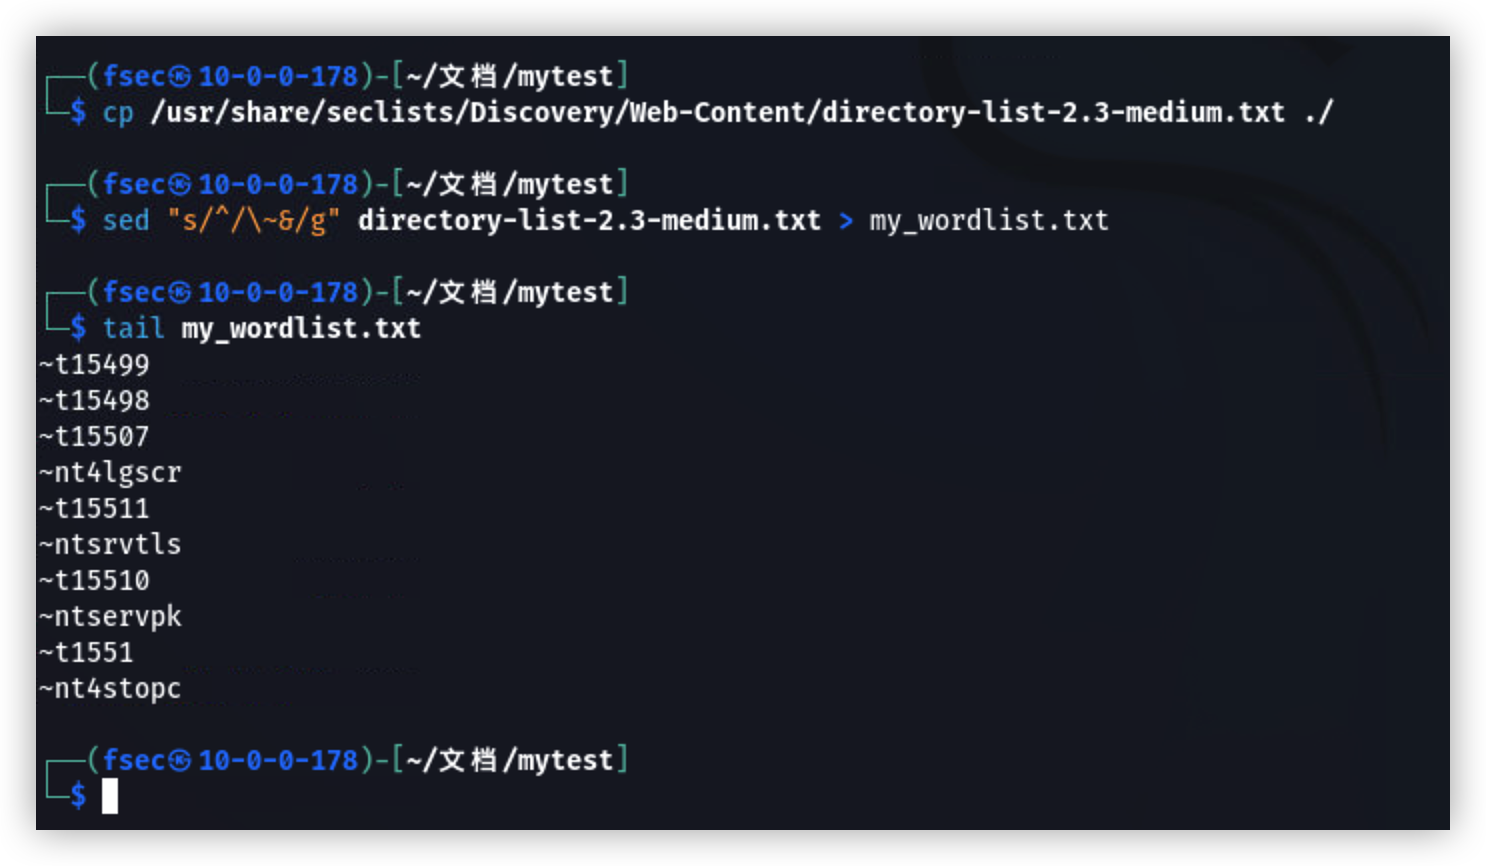 ┌──(fsec㉿10-0-0-178)-[~/文档/mytest]
└─$ cp /usr/share/seclists/Discovery/Web-Content/directory-list-2.3-medium.txt ./
┌──(fsec㉿10-0-0-178)-[~/文档/mytest]
└─$ sed "s/^/\~&/g" directory-list-2.3-medium.txt > my_wordlist.txt
┌──(fsec㉿10-0-0-178)-[~/文档/mytest]
└─$ tail my_wordlist.txt
~t15499
~t15498
~t15507
~nt4lgscr
~t15511
~ntsrvtls
~t15510
~ntservpk
~t1551
~nt4stopc
┌──(fsec㉿10-0-0-178)-[~/文档/mytest]
└─$